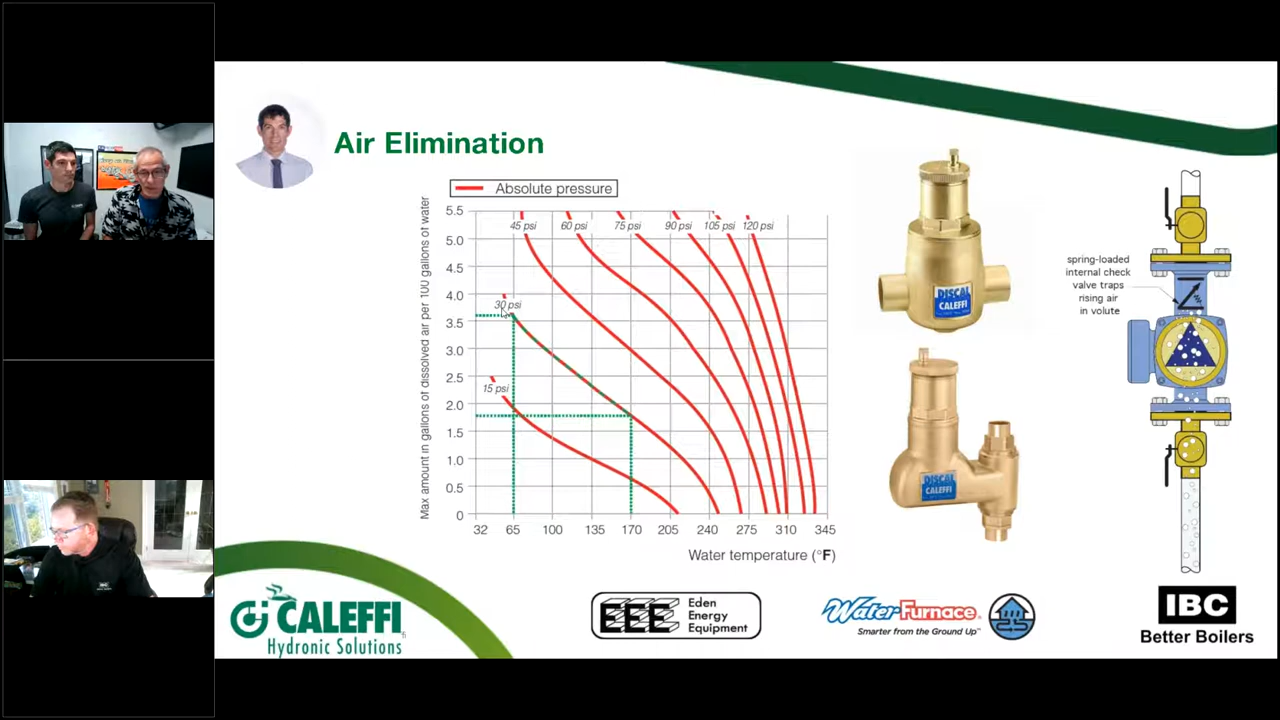 Air Elimination
Absolute pressure
Max amount in gallons of dissolved air per 100 gallons of water
5.5
5.0
4.5
4.0
3.5
3.0
2.5
2.0
1.5
1.0
0.5
0
45 psi
60 psi
75 psi
90 psi
105 psi
120 psi
30 psi
15 psi
32
65
100
135
170
205
240
275
310
345
Water temperature (°F)
DISCAL
CALEFFI
DISCAL
CALEFFI
spring-loaded
internal check
valve traps
rising air
in volute
CALEFFI
Hydronic Solutions
EEE
Eden
Energy
Equipment
WaterFurnace
Smarter from the Ground Up™
IBC
Better Boilers
IBC